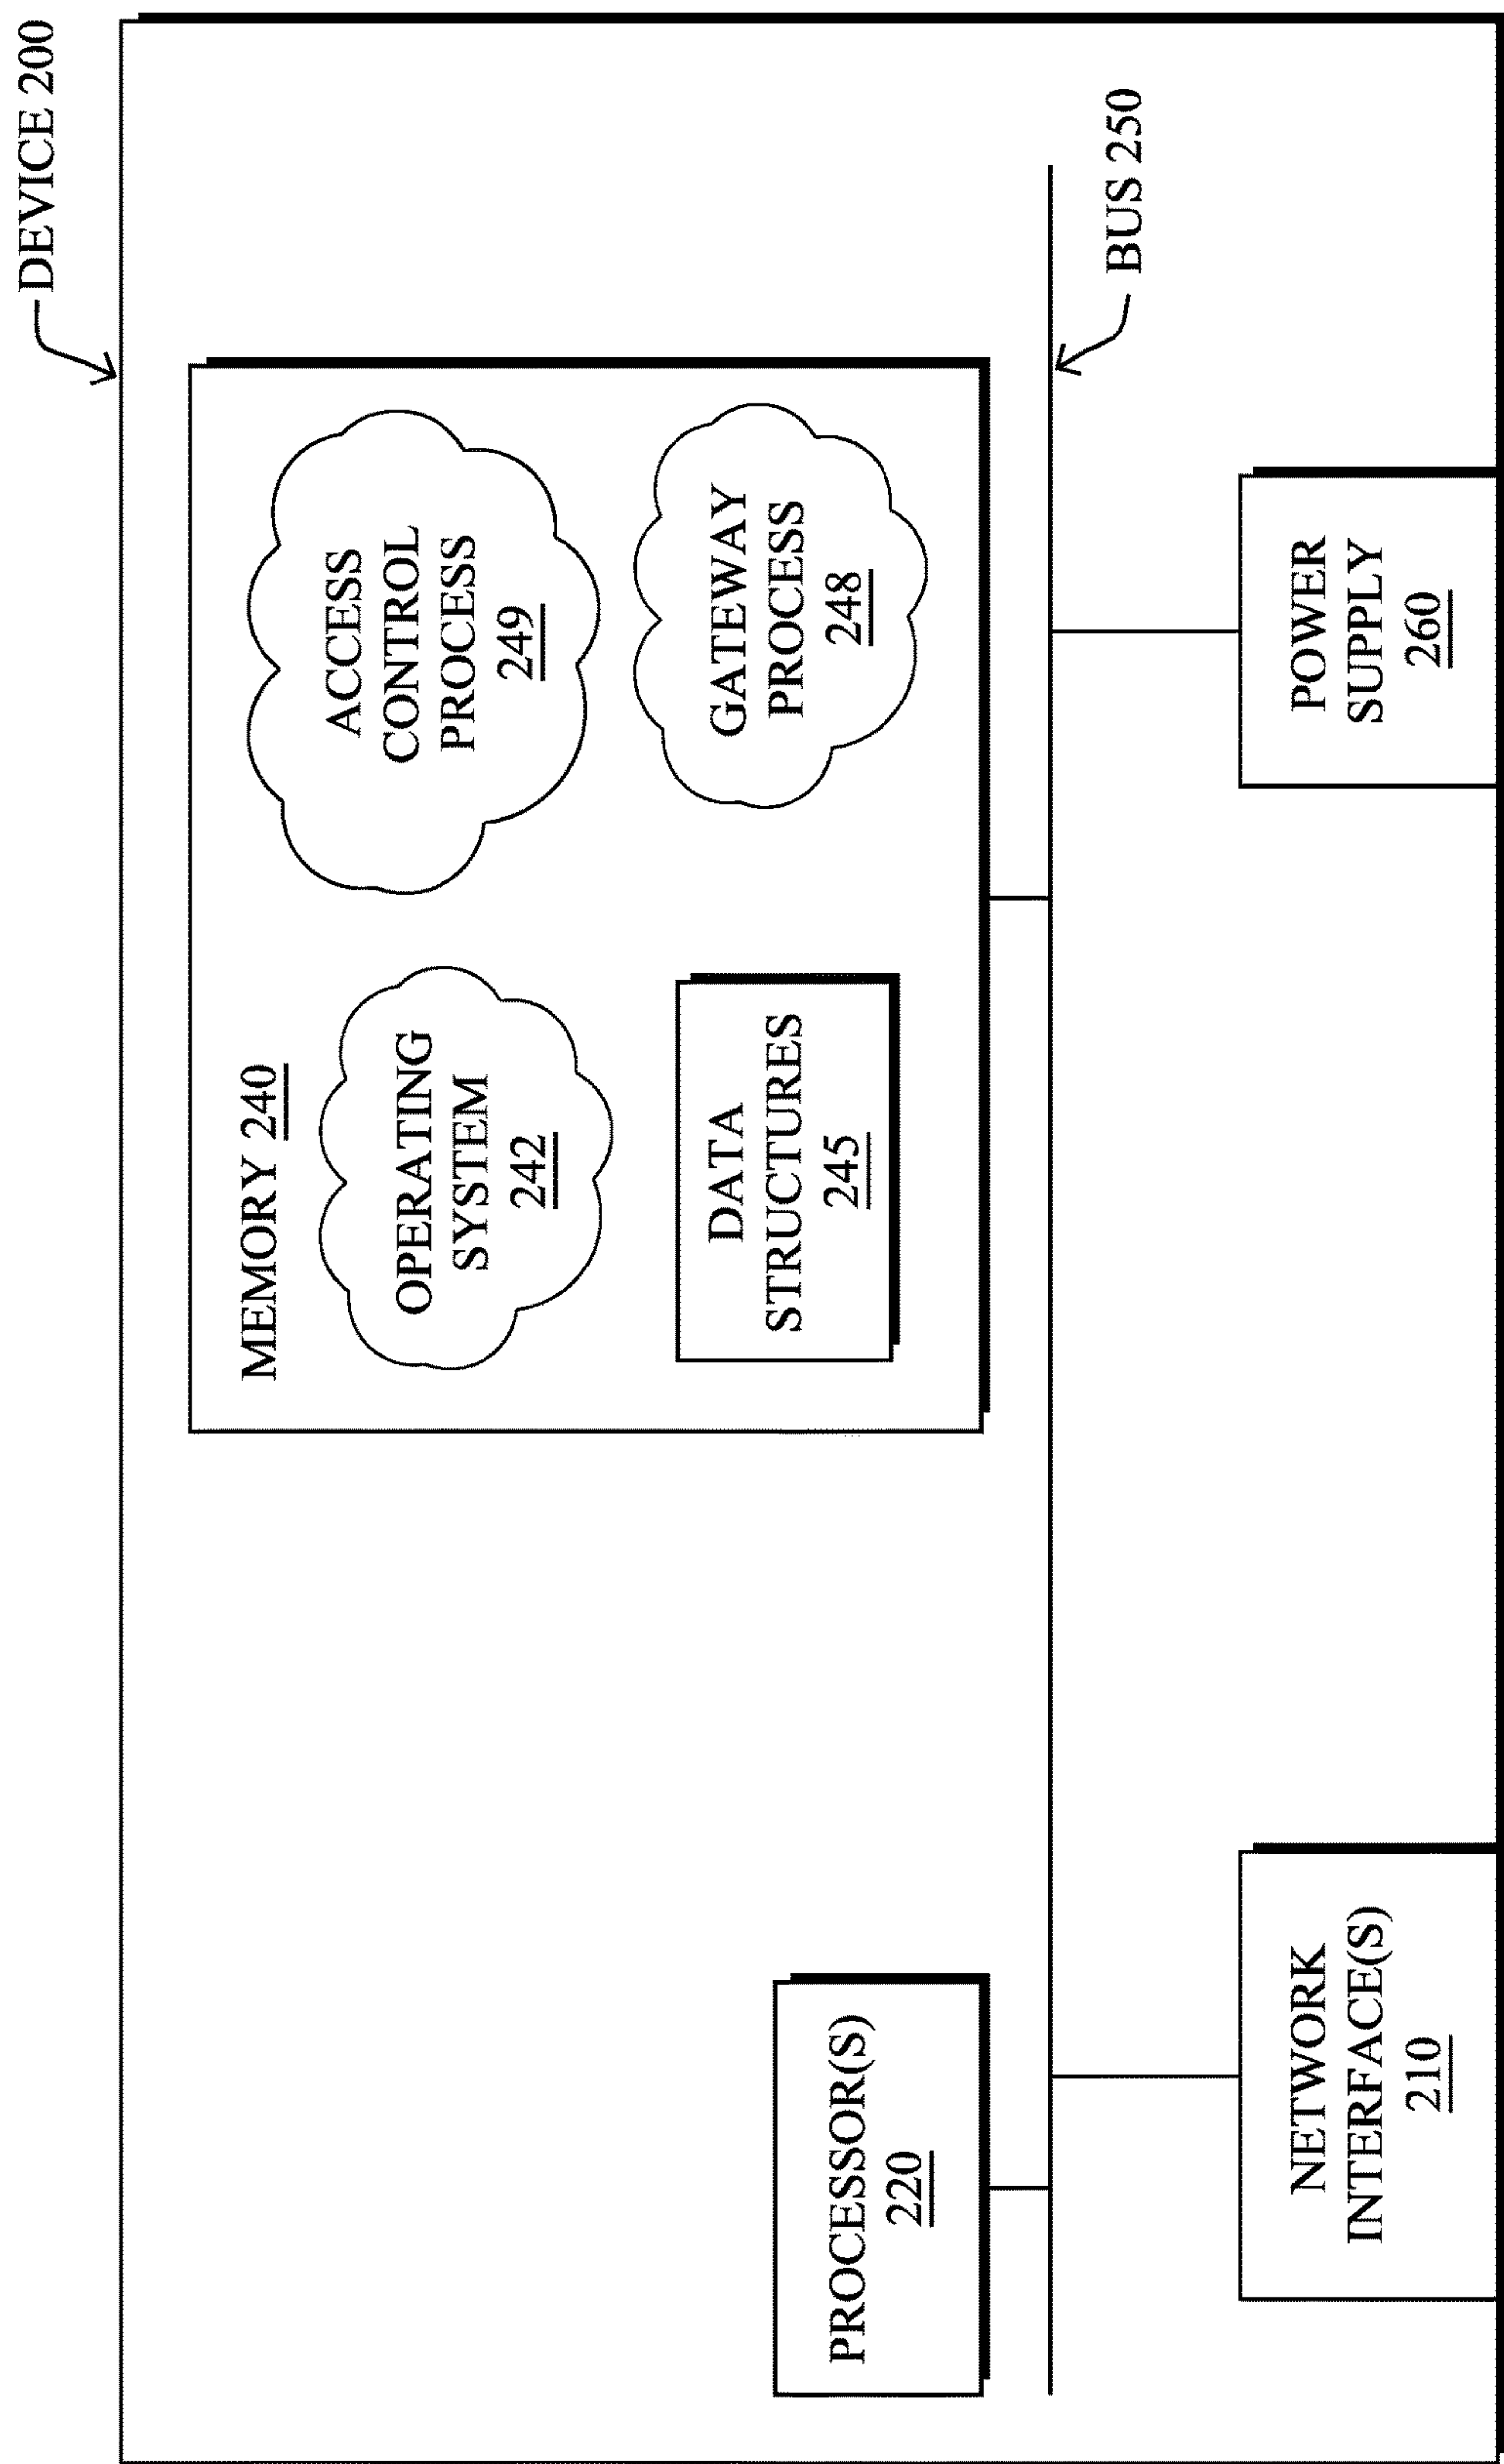 DEVICE 200
MEMORY 240
OPERATING
SYSTEM
242
ACCESS
CONTROL
PROCESS
249
DATA
STRUCTURES
245
GATEWAY
PROCESS
248
PROCESSOR(S)
220
BUS 250
NETWORK
INTERFACE(S)
210
POWER
SUPPLY
260